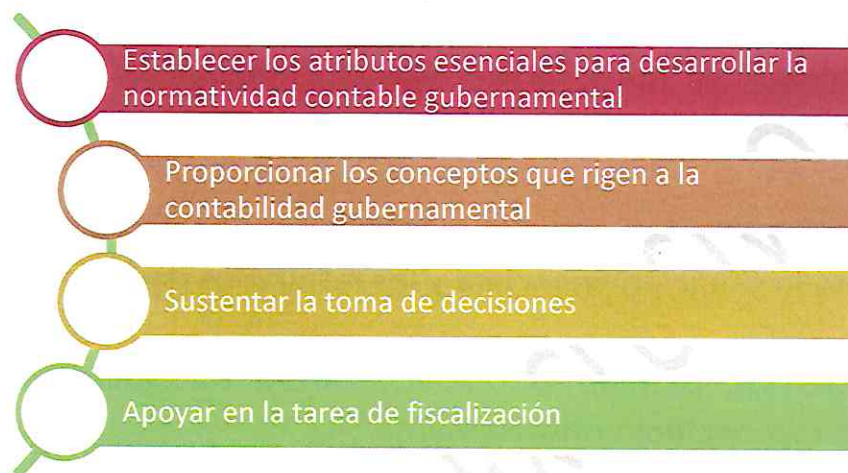 Establecer los atributos esenciales para desarrollar la
normatividad contable gubernamental
Proporcionar los conceptos que rigen a la
contabilidad gubernamental
Sustentar la toma de decisiones
Apoyar en la tarea de fiscalización